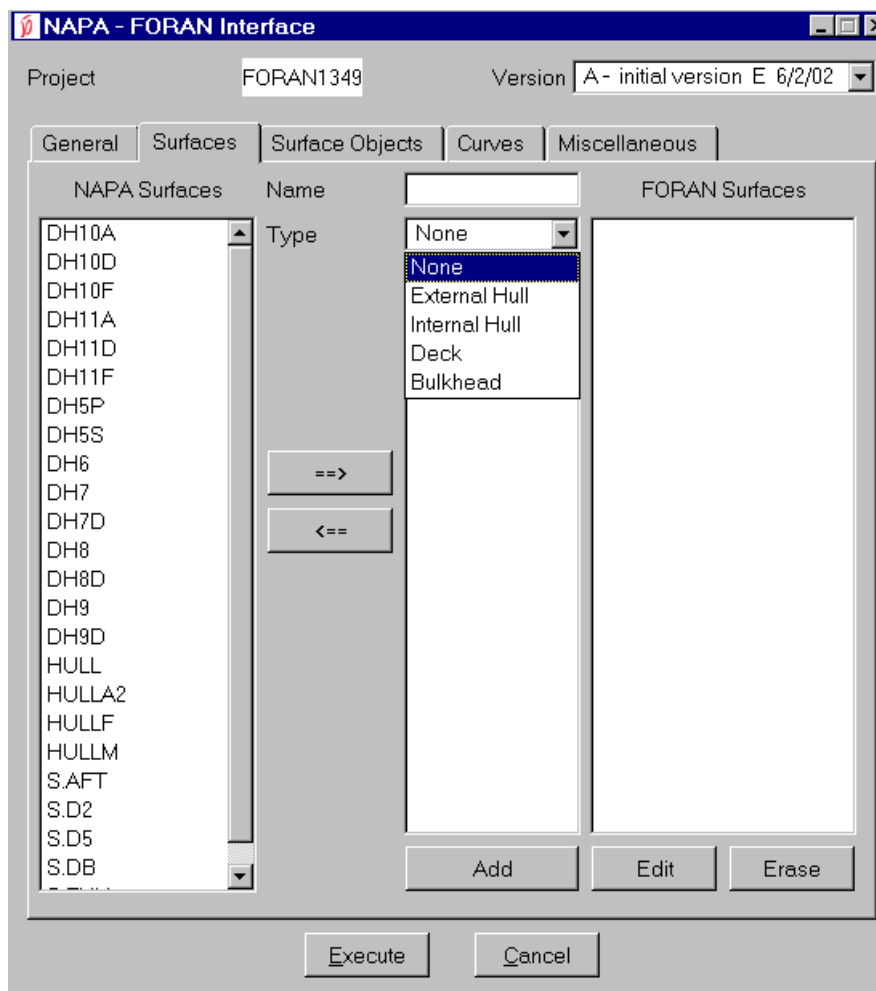 NAPA - FORAN Interface
Project FORAN1349 Version A - initial version E 6/2/02
General Surfaces Surface Objects Curves Miscellaneous
NAPA Surfaces Name FORAN Surfaces
Type None
None
External Hull
Internal Hull
Deck
Bulkhead
DH10A
DH10D
DH10F
DH11A
DH11D
DH11F
DH5P
DH5S
DH6
DH7
DH7D
DH8
DH8D
DH9
DH9D
HULL
HULLA2
HULLF
HULLM
S.AFT
S.D2
S.D5
S.DB
==>
<==
Add Edit Erase
Execute Cancel